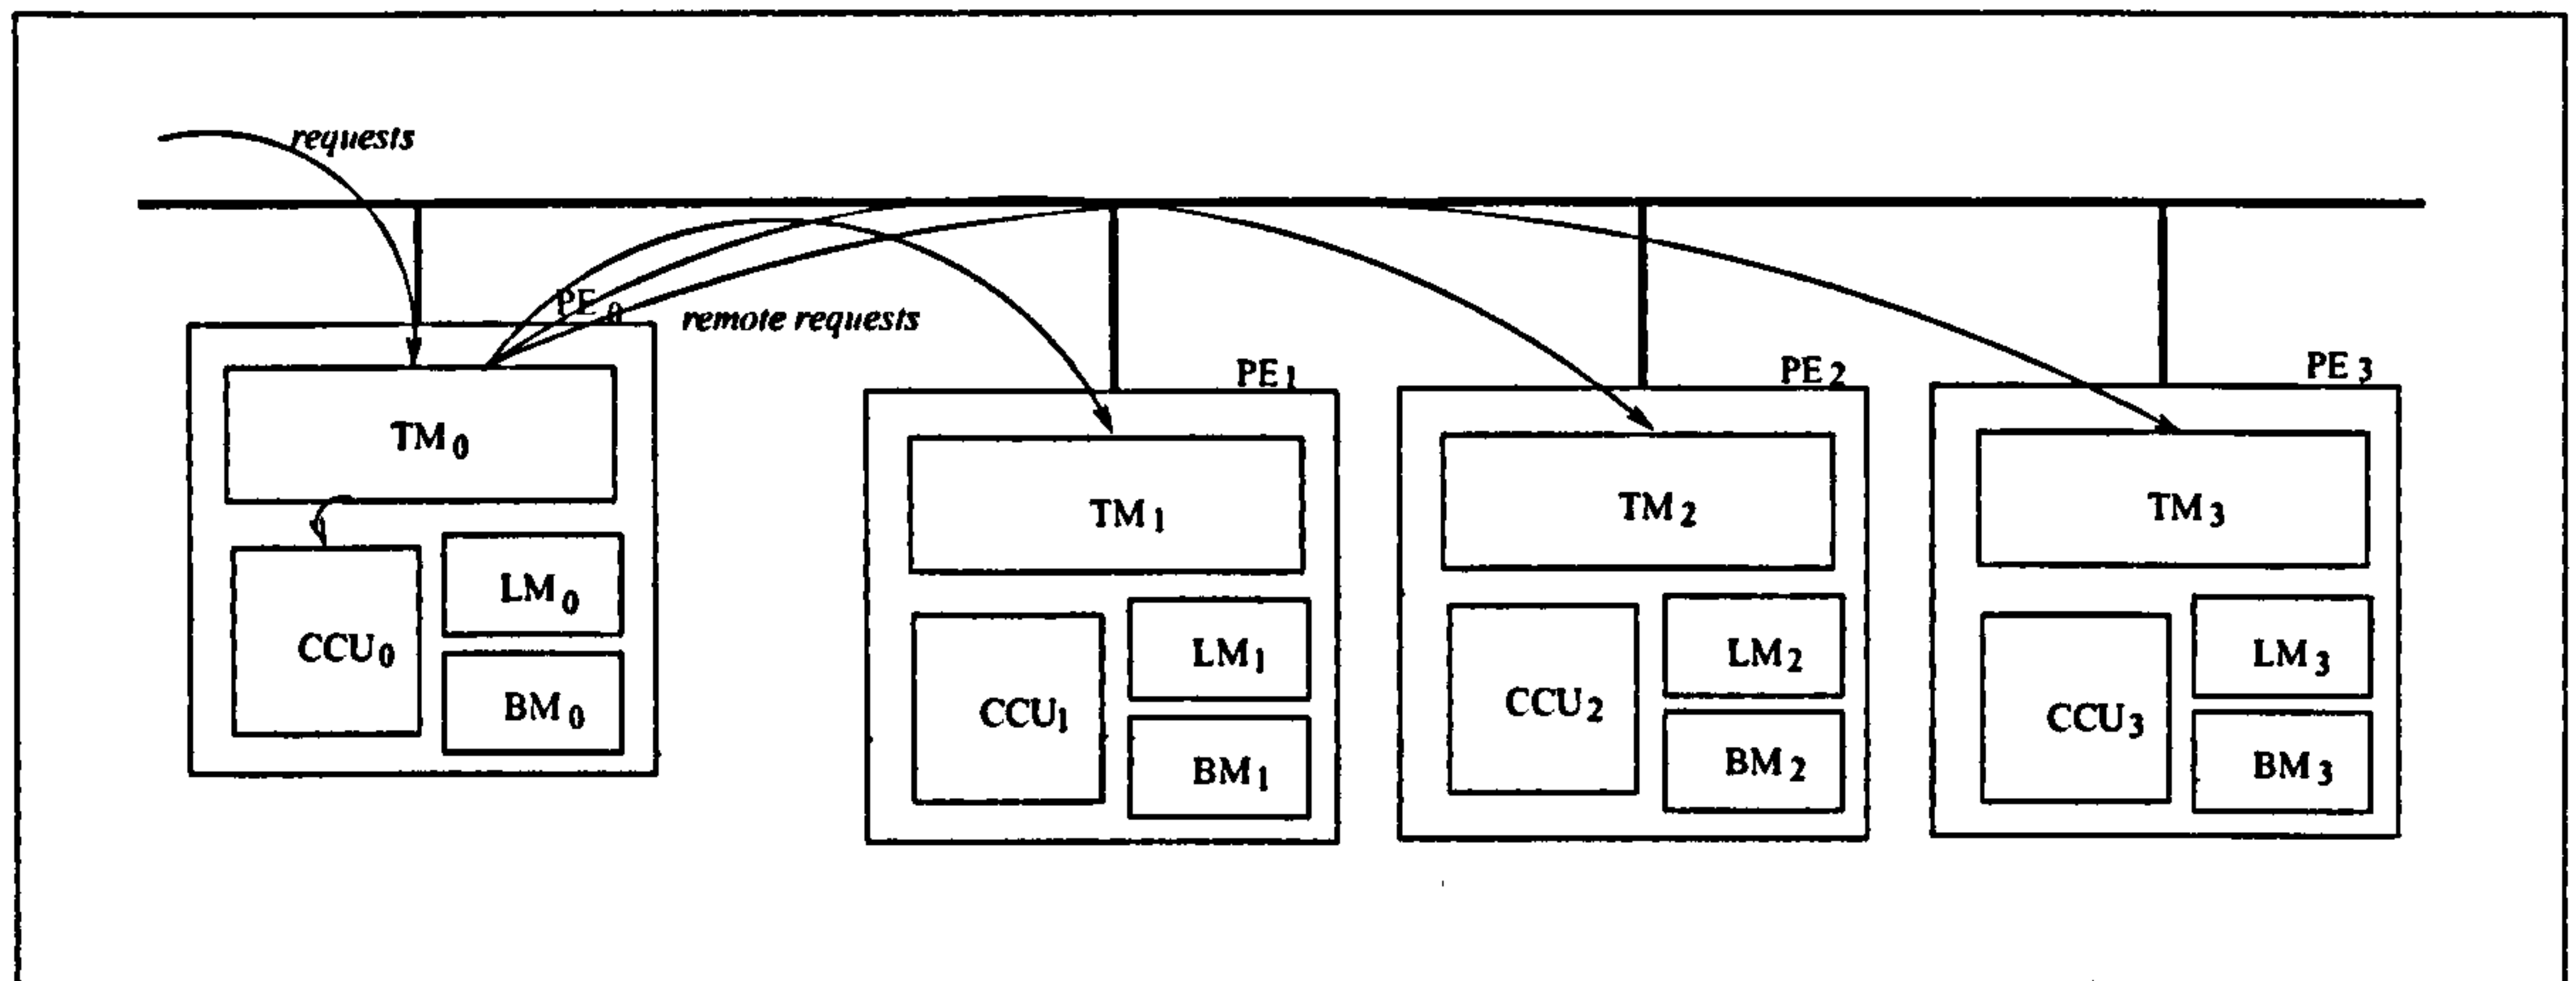 requests
PE 0
remote requests
PE 1
PE 2
PE 3
TM 0
TM 1
TM 2
TM 3
LM 0
CCU 0
BM 0
LM 1
CCU 1
BM 1
LM 2
CCU 2
BM 2
LM 3
CCU 3
BM 3